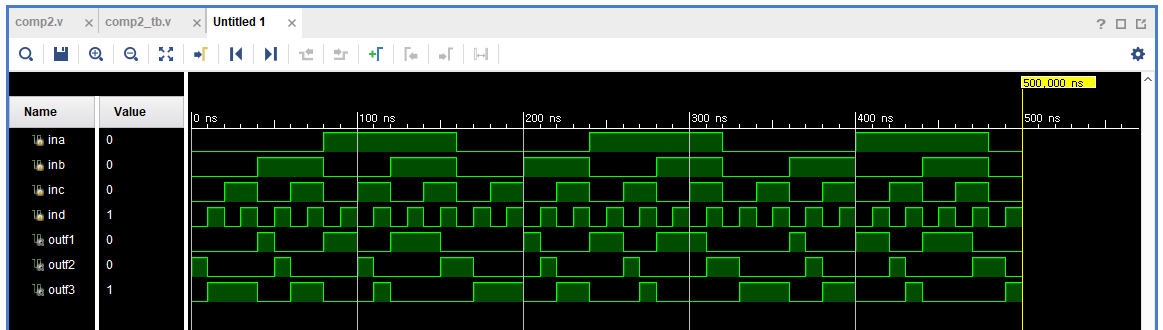 comp2.v × comp2_tb.v × Untitled 1 ×
?
500,000 ns
Name Value
0 ns 100 ns 200 ns 300 ns 400 ns 500 ns
ina 0
inb 0
inc 0
ind 1
outf1 0
outf2 0
outf3 1